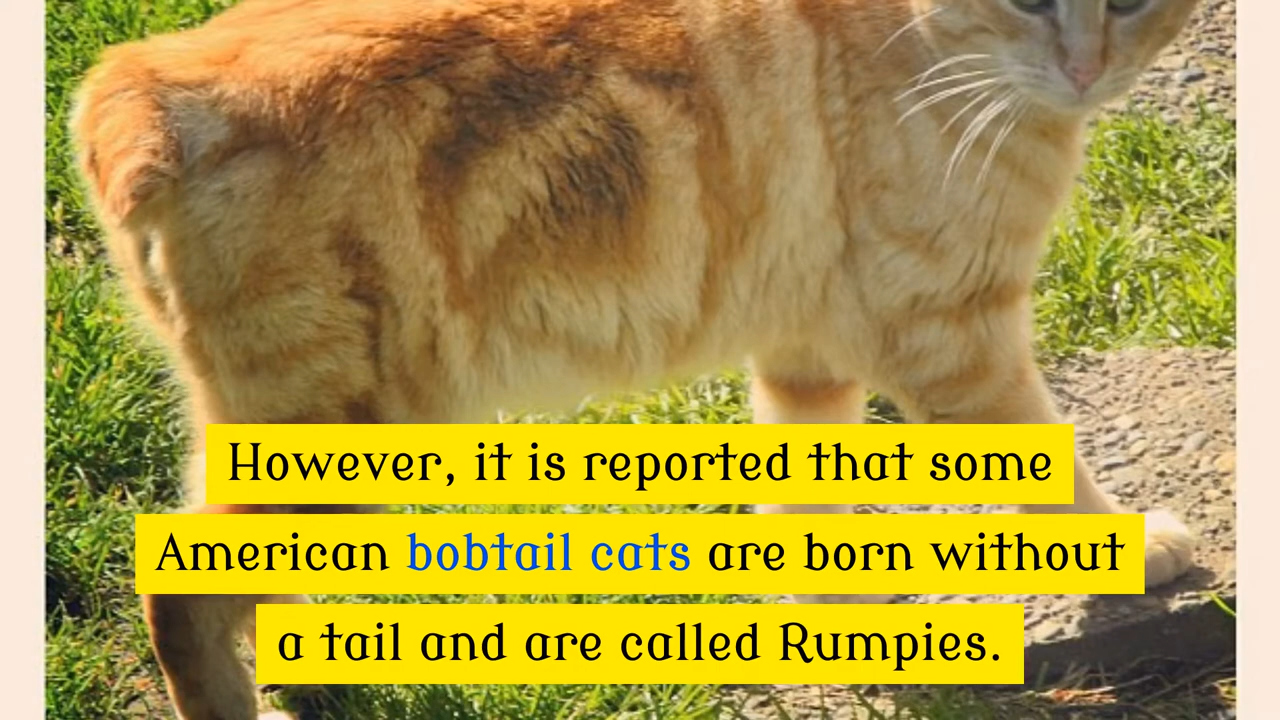 However, it is reported that some
American bobtail cats are born without
a tail and are called Rumpies.